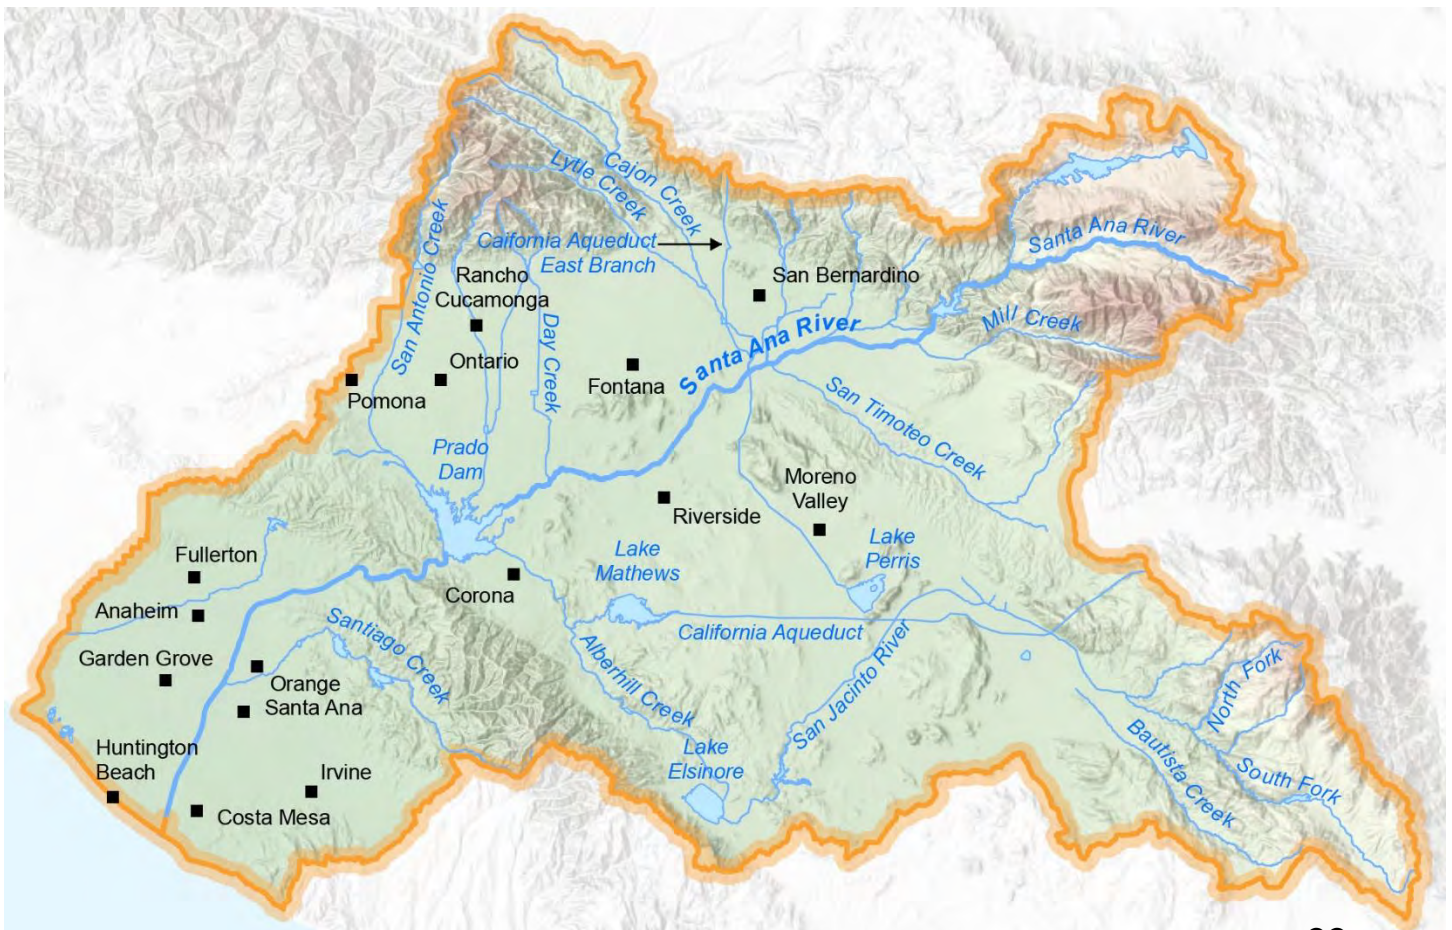 Lytle Creek
Cajon Creek
San Antonio Creek
Caifornia Aqueduct
East Branch
Santa Ana River
Rancho
Cucamonga
San Bernardino
Mill Creek
Santa Ana River
Day Creek
Ontario
Fontana
Pomona
San Timoteo Creek
Prado
Dam
Moreno
Valley
Riverside
Lake
Perris
Lake
Mathews
Fullerton
Corona
Anaheim
Santiago Creek
California Aqueduct
Alberhill Creek
San Jacinto River
Garden Grove
Orange
Santa Ana
North Fork
Huntington
Beach
Lake
Elsinore
Bautista Creek
South Fork
Irvine
Costa Mesa